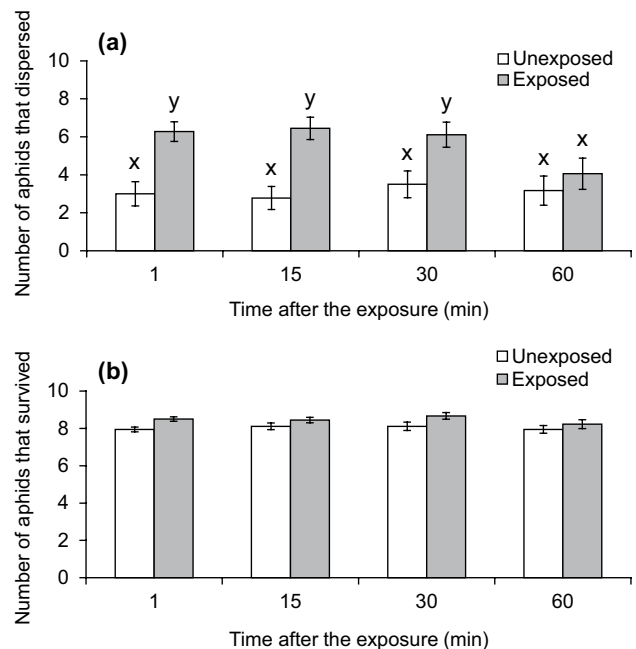 (a)
Unexposed
Exposed
Number of aphids that dispersed
10
8
6
4
2
0
x y x y x y x x
1 15 30 60
Time after the exposure (min)
(b)
Unexposed
Exposed
Number of aphids that survived
10
8
6
4
2
0
1 15 30 60
Time after the exposure (min)